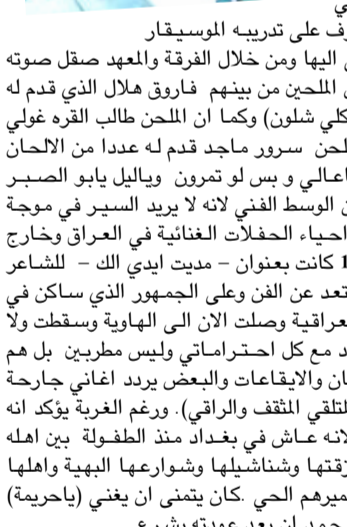 ف على تدريبه الموسيقار
اليها ومن خلال الفرقة والمعهد صقل صوته
الملحين من بينهم فاروق هلال الذي قدم له
كلي شلون) وكما ان الملحن طالب القره غولي
لحن سرور ماجد قدم له عددا من الالحان
اعالي و بس لو تمرون وياليل يابو الصبر
الوسط الفني لانه لا يريد السير في موجة
احياء الحفلات الغنائية في العراق وخارج
1 كانت بعنوان – مديت ايدي الك – للشاعر
تعد عن الفن وعلى الجمهور الذي ساكن في
عراقية وصلت الان الى الهاوية وسقطت ولا
د مع كل احتراماتي وليس مطربين بل هم
ان والايقاعات والبعض يردد اغاني جارحة
لتلقي المثقف والراقي). ورغم الغربة يؤكد انه
لانه عاش في بغداد منذ الطفولة بين اهله
زقتها وشناشيلها وشوارعها البهية واهلها
ميرهم الحي .كان يتمنى ان يغني (ياحريمة)